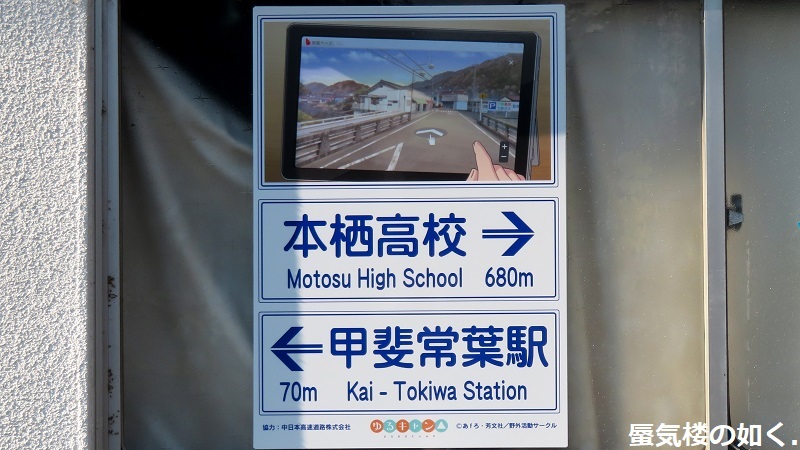 本栖高校 →
Motosu High School 680m
← 甲斐常葉駅
70m Kai - Tokiwa Station
協力：中日本高速道路株式会社 ゆるキャン△ ©あfろ・芳文社／野外活動サークル
蜃気楼の如く.